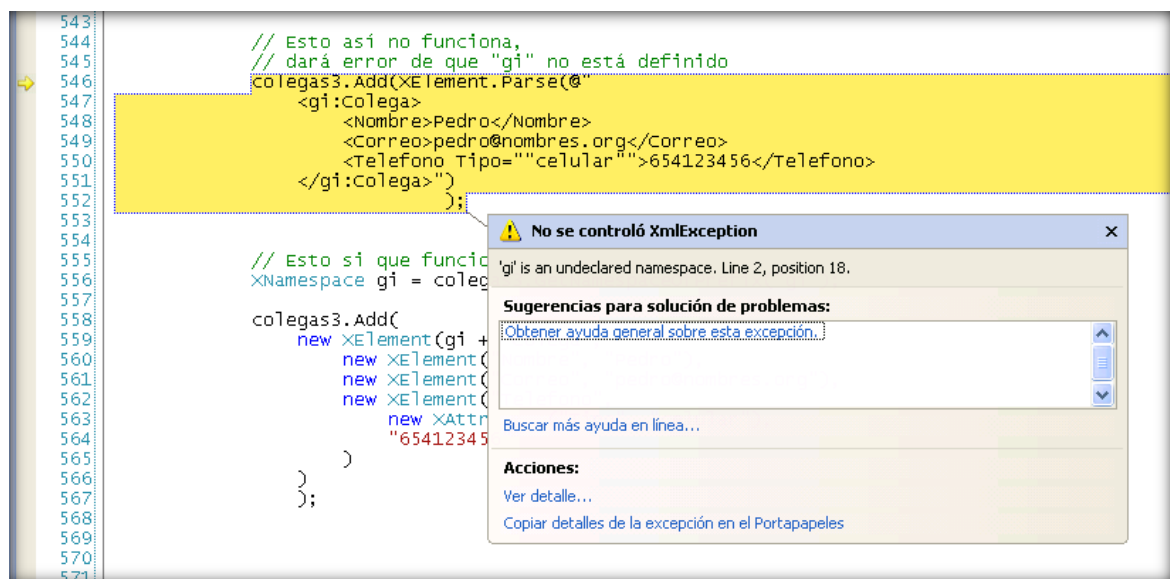 543
544 // Esto así no funciona,
545 // dará error de que "gi" no está definido
546 colegas3.Add(XElement.Parse(@"
547 <gi:Colega>
548 <Nombre>Pedro</Nombre>
549 <Correo>pedro@nombres.org</Correo>
550 <Telefono Tipo=""celular"">654123456</Telefono>
551 </gi:Colega>")
552 );
553
554
555 // Esto si que funcio
556 XNamespace gi = coleg
557
558 colegas3.Add(
559 new XElement(gi +
560 new XElement(
561 new XElement(
562 new XElement(
563 new XAttr
564 "65412345
565 )
566 )
567 );
568
569
570
571
No se controló XmlException
'gi' is an undeclared namespace. Line 2, position 18.
Sugerencias para solución de problemas:
Obtener ayuda general sobre esta excepción.
Buscar más ayuda en línea...
Acciones:
Ver detalle...
Copiar detalles de la excepción en el Portapapeles